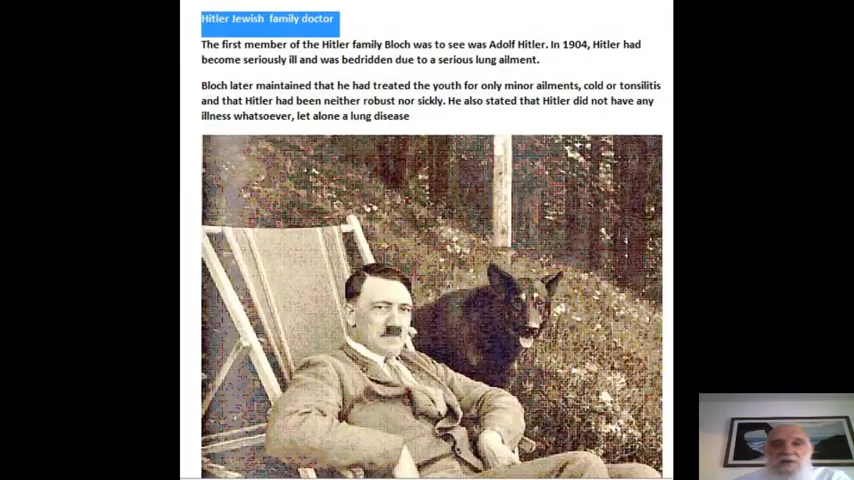 Hitler Jewish family doctor
The first member of the Hitler family Bloch was to see was Adolf Hitler. In 1904, Hitler had
become seriously ill and was bedridden due to a serious lung ailment.
Bloch later maintained that he had treated the youth for only minor ailments, cold or tonsilitis
and that Hitler had been neither robust nor sickly. He also stated that Hitler did not have any
illness whatsoever, let alone a lung disease